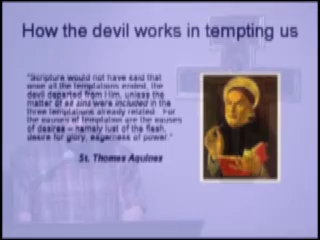 How the devil works in tempting us
"Scripture would not have said that
once all the temptations ended, the
devil departed from Him, unless the
matter of all sins were included in the
three temptations already related. For
the causes of temptation are the causes
of desires – namely lust of the flesh,
desire for glory, eagerness of power."
St. Thomas Aquinas